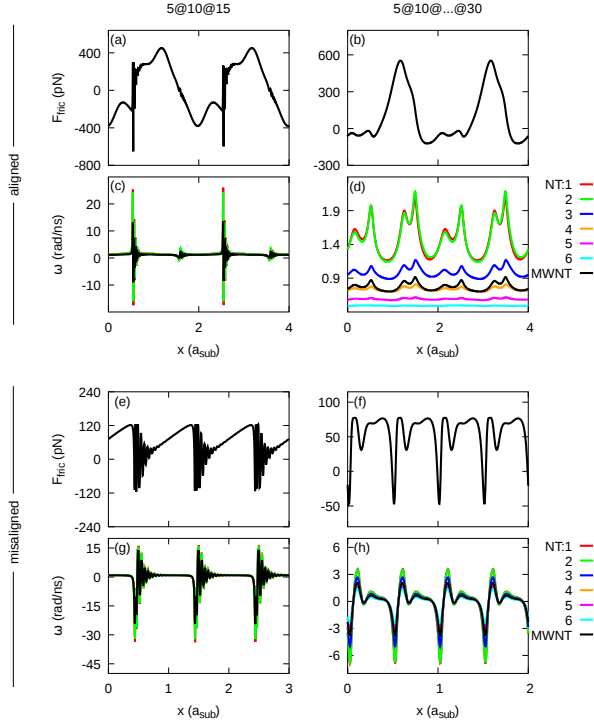 5@10@15
5@10@...@30
aligned
misaligned
(a)
F_fric (pN)
400
0
-400
-800
(b)
600
300
0
-300
(c)
ω (rad/ns)
20
10
0
-10
0
2
4
x (a_sub)
(d)
1.9
1.4
0.9
0
1
2
3
4
x (a_sub)
NT:1
2
3
4
5
6
MWNT
(e)
F_fric (pN)
240
120
0
-120
-240
(f)
100
50
0
-50
(g)
ω (rad/ns)
15
0
-15
-30
-45
0
1
2
3
x (a_sub)
(h)
6
3
0
-3
-6
0
1
2
x (a_sub)
NT:1
2
3
4
5
6
MWNT